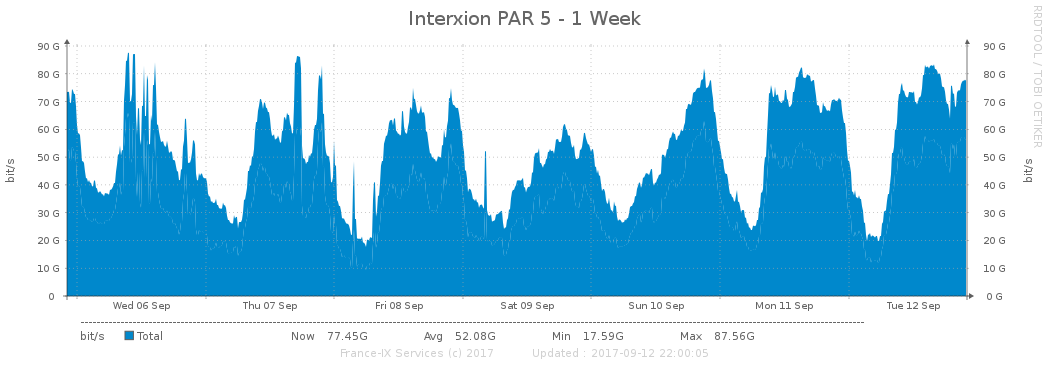 Interxion PAR 5 - 1 Week
RRDTOOL / TOBI OETIKER
90 G 90 G
80 G 80 G
70 G 70 G
60 G 60 G
50 G 50 G
40 G 40 G
30 G 30 G
20 G 20 G
10 G 10 G
0 0 G
bit/s bit/s
Wed 06 Sep Thu 07 Sep Fri 08 Sep Sat 09 Sep Sun 10 Sep Mon 11 Sep Tue 12 Sep
bit/s Total Now 77.45G Avg 52.08G Min 17.59G Max 87.56G
France-IX Services (c) 2017 Updated : 2017-09-12 22:00:05